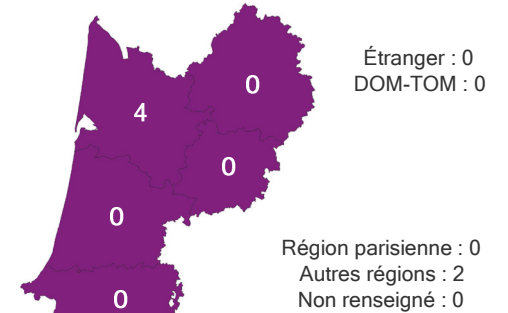 Étranger : 0
DOM-TOM : 0
0
4
0
0
Région parisienne : 0
Autres régions : 2
Non renseigné : 0
0